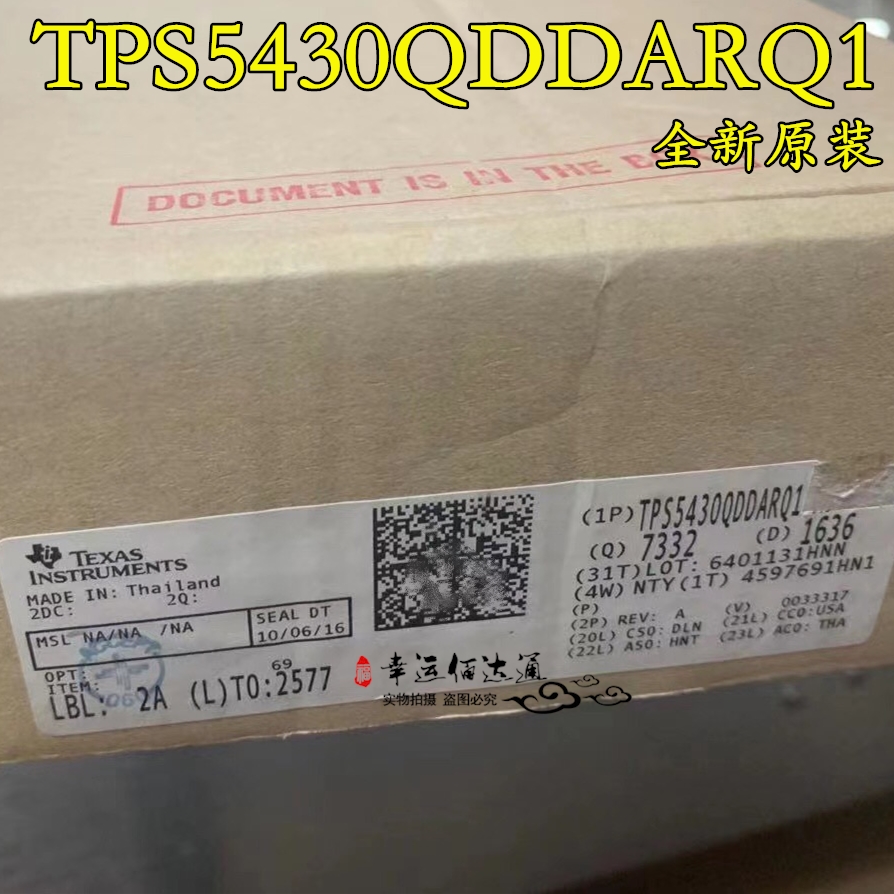 TPS5430QDDARQ1
全新原装
DOCUMENT IS IN THE
TEXAS
INSTRUMENTS
MADE IN: Thailand
2DC: 2Q:
MSL NA/NA /NA
SEAL DT
10/06/16
OPT:
ITEM:
69
LBL: 2A (L)TO:2577
(1P) TPS5430QDDARQ1
(Q) 7332 (D) 1636
(31T)LOT: 6401131HNN
(4W) NTY(1T) 4597691HN1
(P)
(2P) REV: A (V) 0033317
(20L) CSO: DLN (21L) CCO:USA
(22L) ASO: HNT (23L) ACO: THA
幸运佰达通
实物拍摄 盗图必究